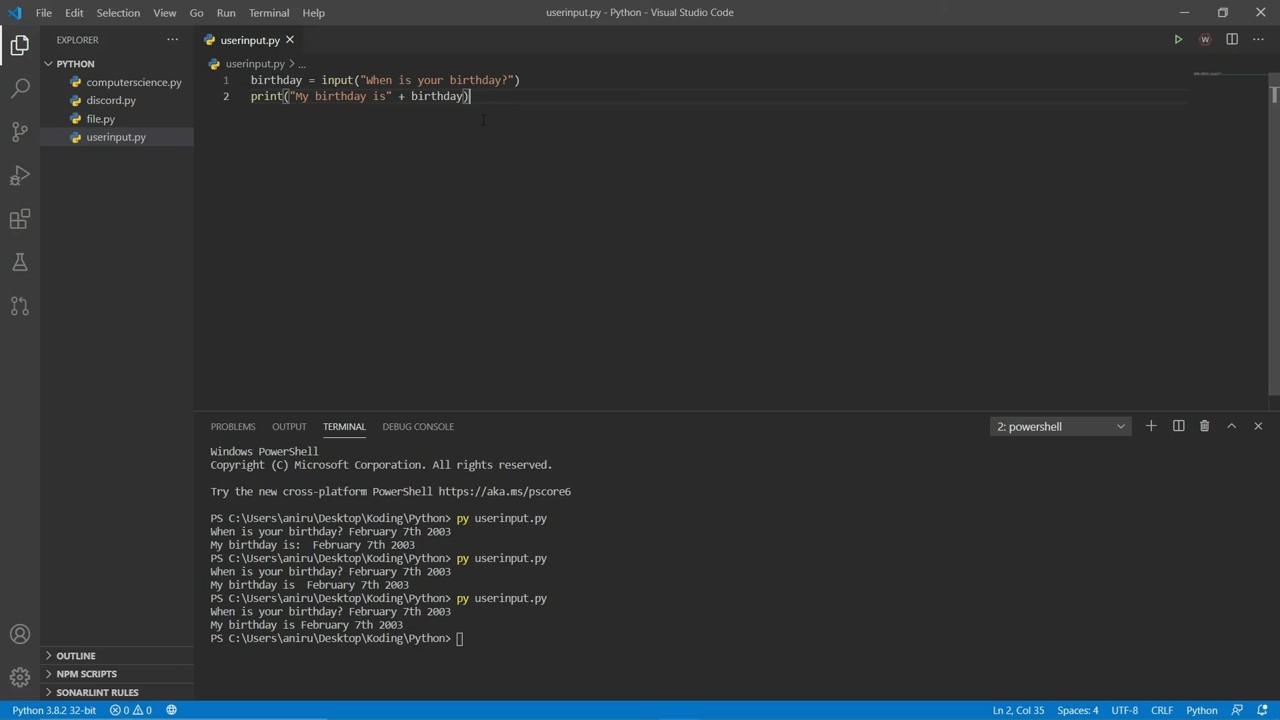 File Edit Selection View Go Run Terminal Help
userinput.py - Python - Visual Studio Code
EXPLORER
userinput.py
PYTHON
computerscience.py
discord.py
file.py
userinput.py
userinput.py > ...
1 birthday = input("When is your birthday?")
2 print("My birthday is" + birthday)
W
PROBLEMS OUTPUT TERMINAL DEBUG CONSOLE
2: powershell
Windows PowerShell
Copyright (C) Microsoft Corporation. All rights reserved.
Try the new cross-platform PowerShell https://aka.ms/pscore6
PS C:\Users\aniru\Desktop\Koding\Python> py userinput.py
When is your birthday? February 7th 2003
My birthday is:  February 7th 2003
PS C:\Users\aniru\Desktop\Koding\Python> py userinput.py
When is your birthday? February 7th 2003
My birthday is  February 7th 2003
PS C:\Users\aniru\Desktop\Koding\Python> py userinput.py
When is your birthday? February 7th 2003
My birthday is February 7th 2003
PS C:\Users\aniru\Desktop\Koding\Python>
OUTLINE
NPM SCRIPTS
SONARLINT RULES
Python 3.8.2 32-bit 0 0 Ln 2, Col 35 Spaces: 4 UTF-8 CRLF Python